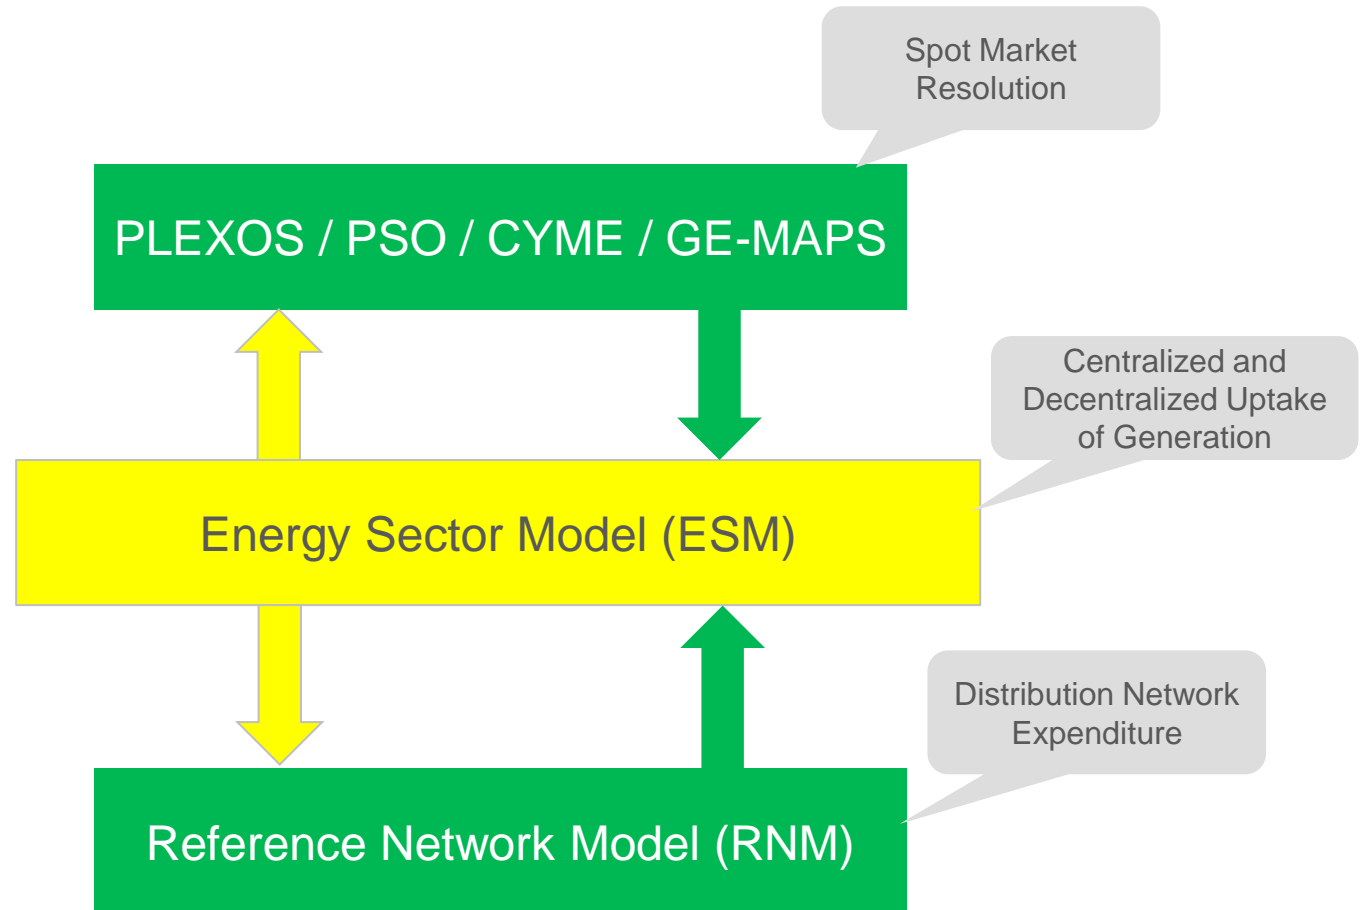 Spot Market
Resolution
PLEXOS / PSO / CYME / GE-MAPS
Centralized and
Decentralized Uptake
of Generation
Energy Sector Model (ESM)
Distribution Network
Expenditure
Reference Network Model (RNM)